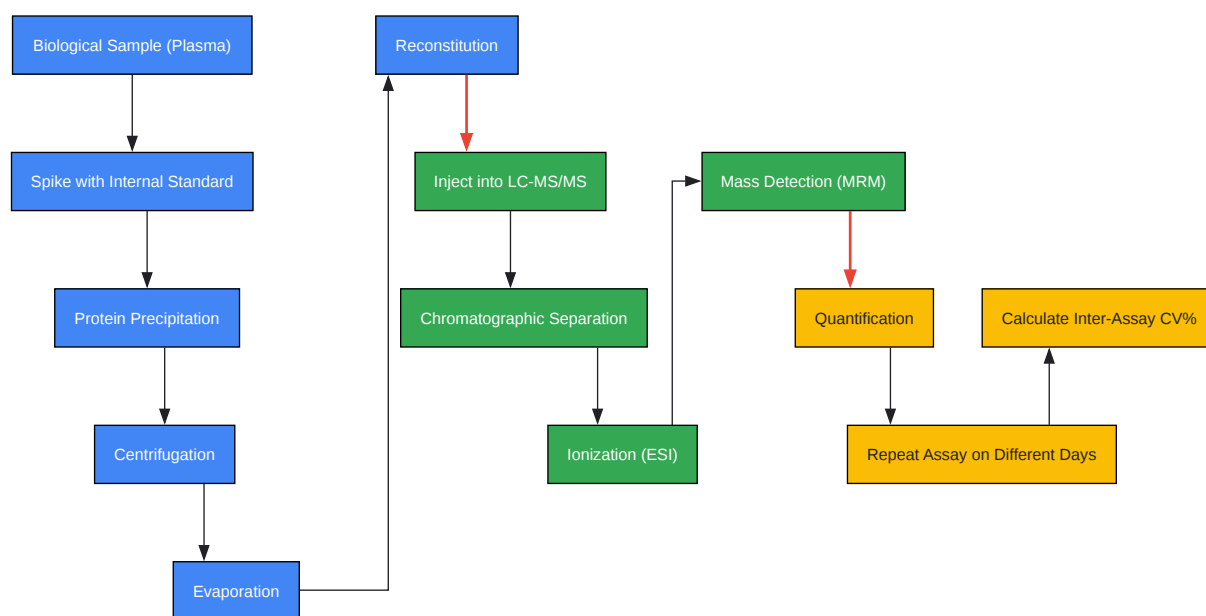 Biological Sample (Plasma)
Spike with Internal Standard
Protein Precipitation
Centrifugation
Evaporation
Reconstitution
Inject into LC-MS/MS
Chromatographic Separation
Ionization (ESI)
Mass Detection (MRM)
Quantification
Repeat Assay on Different Days
Calculate Inter-Assay CV%